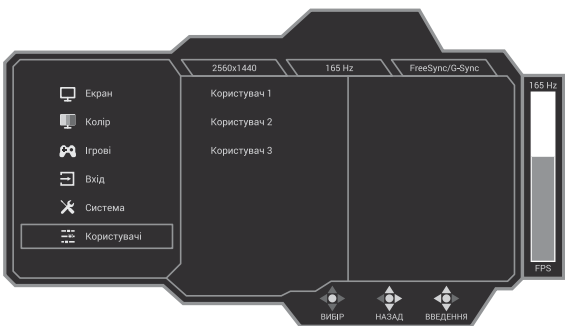 2560x1440
165 Hz
FreeSync/G-Sync
165 Hz
Екран
Колір
Ігрові
Вхід
Система
Користувачі
Користувач 1
Користувач 2
Користувач 3
FPS
ВИБІР
НАЗАД
ВВЕДЕННЯ